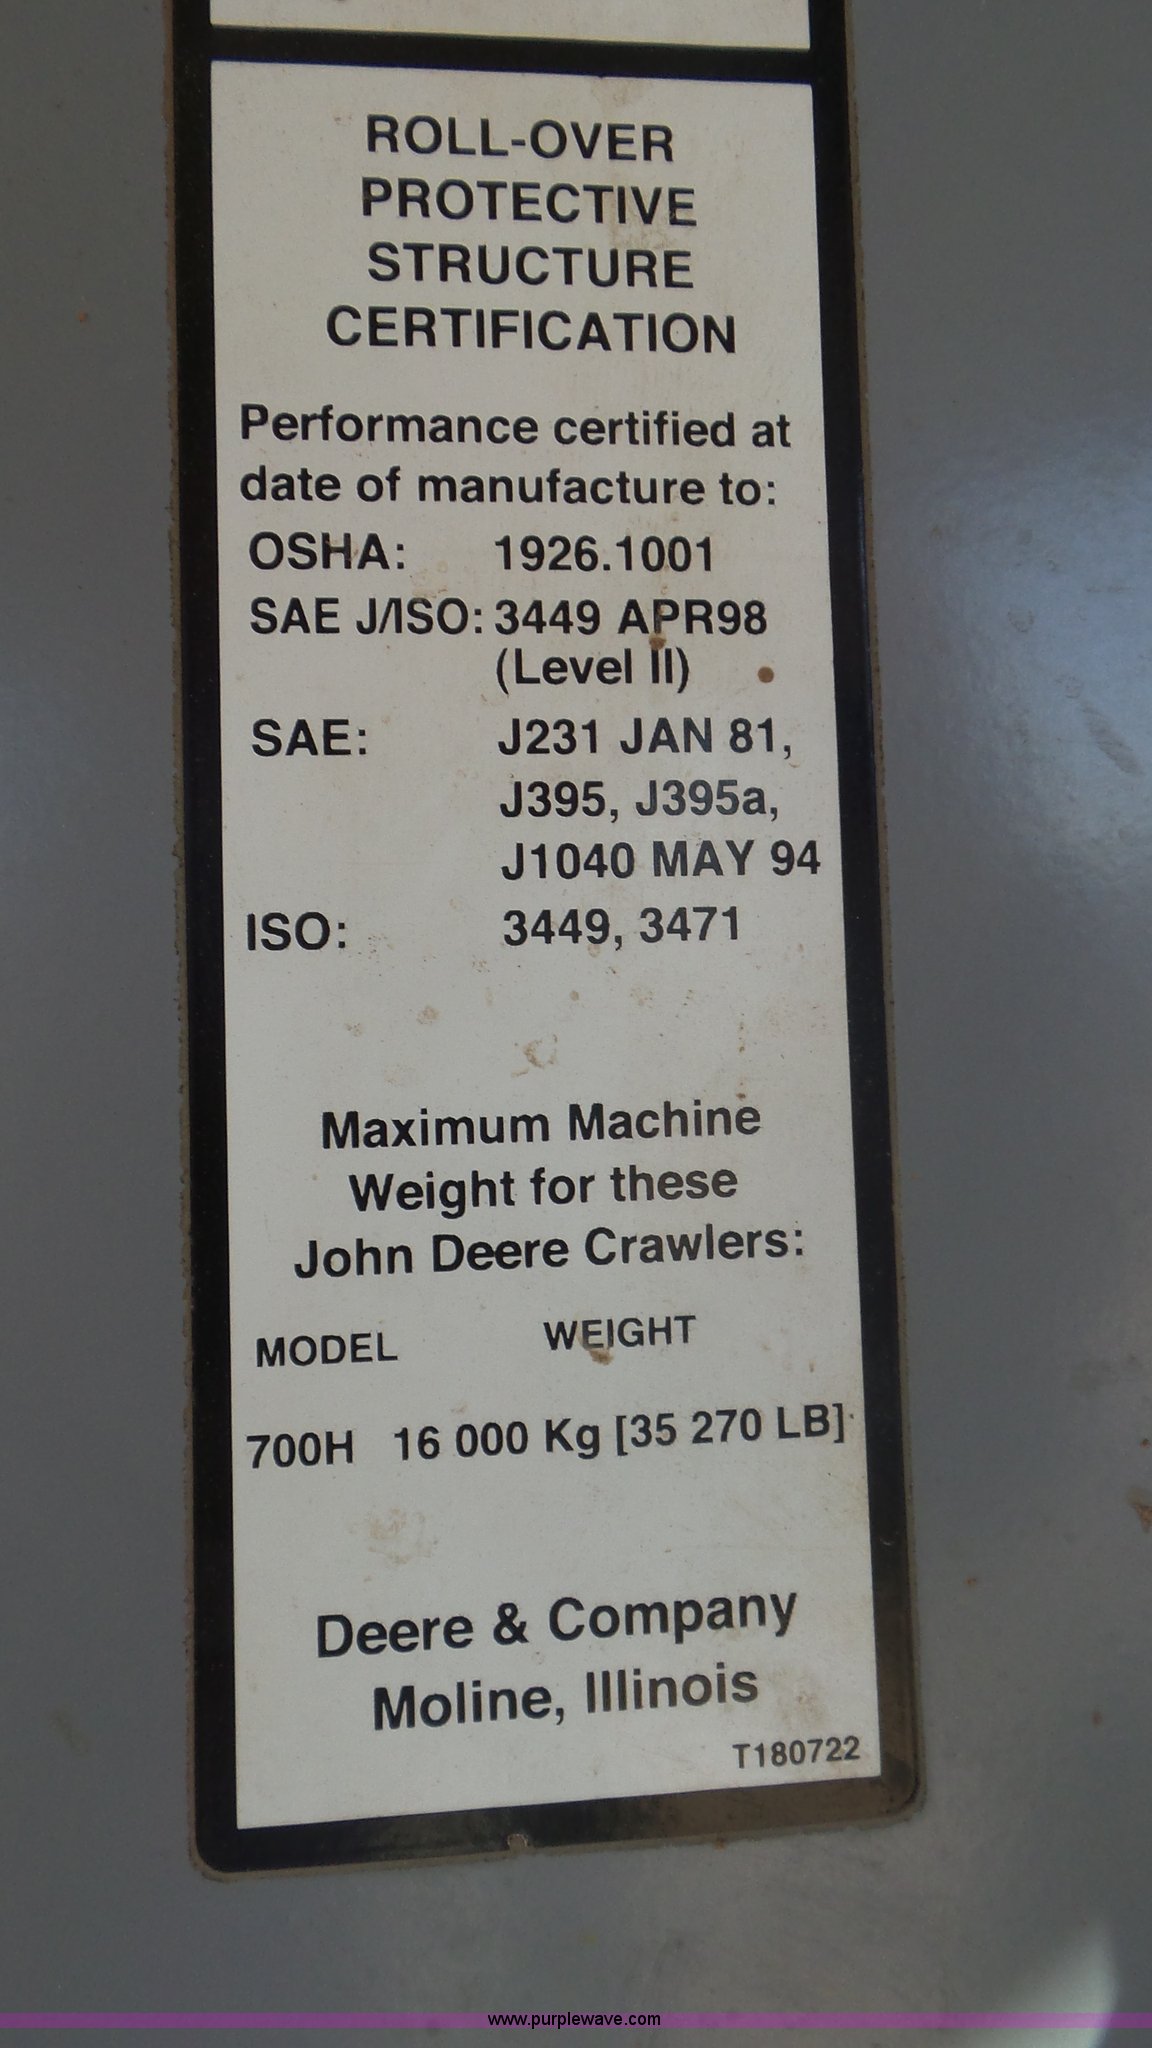 ROLL-OVER
PROTECTIVE
STRUCTURE
CERTIFICATION
Performance certified at
date of manufacture to:
OSHA: 1926.1001
SAE J/ISO: 3449 APR98
(Level II)
SAE: J231 JAN 81,
J395, J395a,
J1040 MAY 94
ISO: 3449, 3471
Maximum Machine
Weight for these
John Deere Crawlers:
MODEL WEIGHT
700H 16 000 Kg [35 270 LB]
Deere & Company
Moline, Illinois
T180722
www.purplewave.com